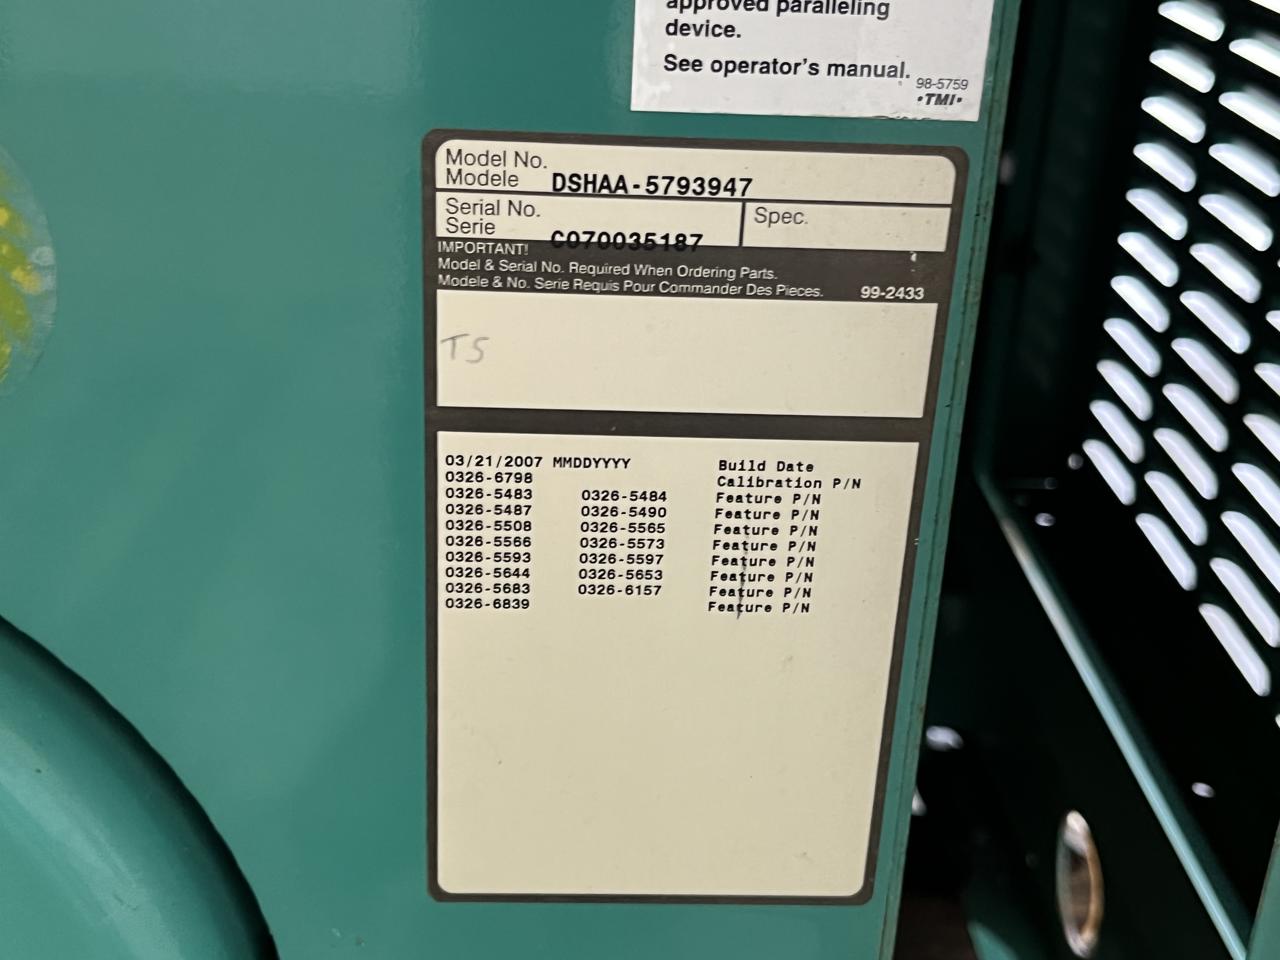 approved paralleling
device.
See operator's manual.
98-5759
•TMI•
Model No.
Modele DSHAA-5793947
Serial No.
Serie C070035187
Spec.
IMPORTANT!
Model & Serial No. Required When Ordering Parts.
Modele & No. Serie Requis Pour Commander Des Pieces. 99-2433
TS
03/21/2007 MMDDYYYY Build Date
0326-6798 Calibration P/N
0326-5483 0326-5484 Feature P/N
0326-5487 0326-5490 Feature P/N
0326-5508 0326-5565 Feature P/N
0326-5566 0326-5573 Feature P/N
0326-5593 0326-5597 Feature P/N
0326-5644 0326-5653 Feature P/N
0326-5683 0326-6157 Feature P/N
0326-6839 Feature P/N